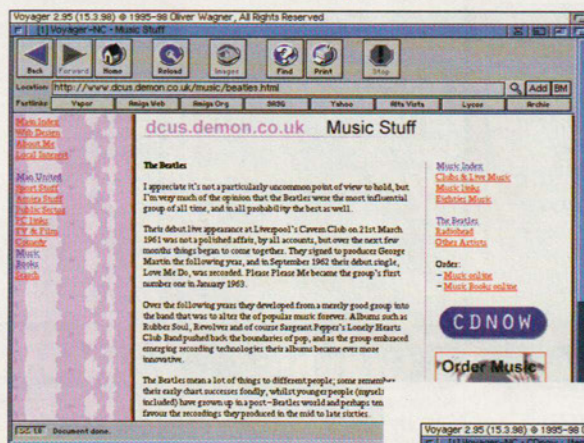 Voyager 2.95 (15.3.98) © 1995-98 Oliver Wagner, All Rights Reserved
[1] Voyager-NC - Music Stuff
Back Forward Home Reload Images Find Print Stop
Location: http://www.dcus.demon.co.uk/music/beatles.html Add BM
Fastlinks Vapor Amiga Web Amiga Org SASG Yahoo Alta Vista Lycos Archie
Main Index
Web Design
About Me
Local Interest
Man United
Sport Stuff
Amiga Stuff
Public Sector
PC Links
TV & Film
Comedy
Music
Books
Search
dcus.demon.co.uk Music Stuff
The Beatles
I appreciate it's not a particularly uncommon point of view to hold, but
I'm very much of the opinion that the Beatles were the most influential
group of all time, and in all probability the best as well.
Their debut live appearance at Liverpool's Cavern Club on 21st March
1961 was not a polished affair, by all accounts, but over the next few
months things began to come together. They signed to producer George
Martin the following year, and in September 1962 their debut single,
Love Me Do, was recorded. Please Please Me became the group's first
number one in January 1963.
Over the following years they developed from a merely good group into
the band that was to alter the of popular music forever. Albums such as
Rubber Soul, Revolver and of course Sargeant Pepper's Lonely Hearts
Club Band pushed back the boundaries of pop, and as the group embraced
emerging recording technologies their albums became ever more
innovative.
The Beatles mean a lot of things to different people; some remember
their early chart successes fondly, whilst younger people (myself
included) have grown up in a post-Beatles world and perhaps
favour the recordings they produced in the mid to late sixties.
Music Index
Clubs & Live Music
Music links
Eighties Music
The Beatles
Radiohead
Other Artists
Order:
- Music online
- Music Books online
CDNOW
Order Music
Document done.
Voyager 2.95 (15.3.98) © 1995-98